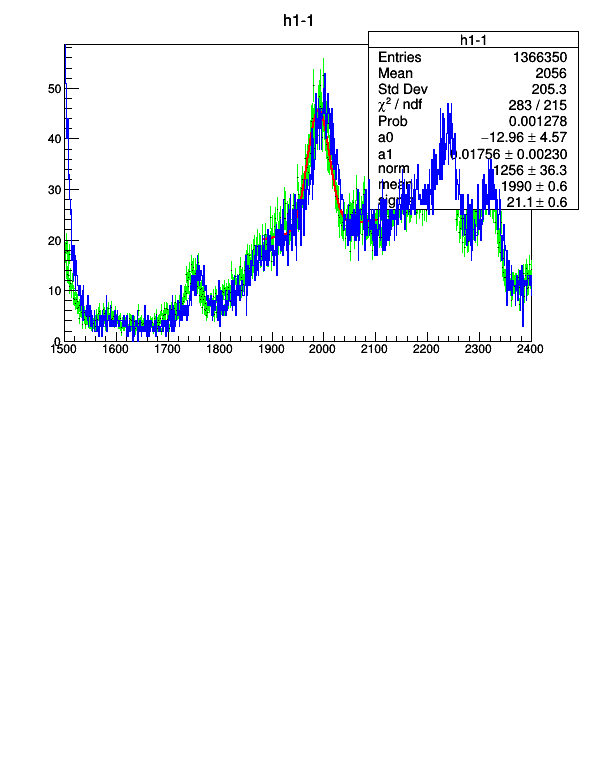 h1-1
h1-1
Entries 1366350
Mean 2056
Std Dev 205.3
χ² / ndf 283 / 215
Prob 0.001278
a0 −12.96 ± 4.57
a1 0.01756 ± 0.00230
norm 1256 ± 36.3
mean 1990 ± 0.6
sigma 21.1 ± 0.6
50
40
30
20
10
0
1500 1600 1700 1800 1900 2000 2100 2200 2300 2400